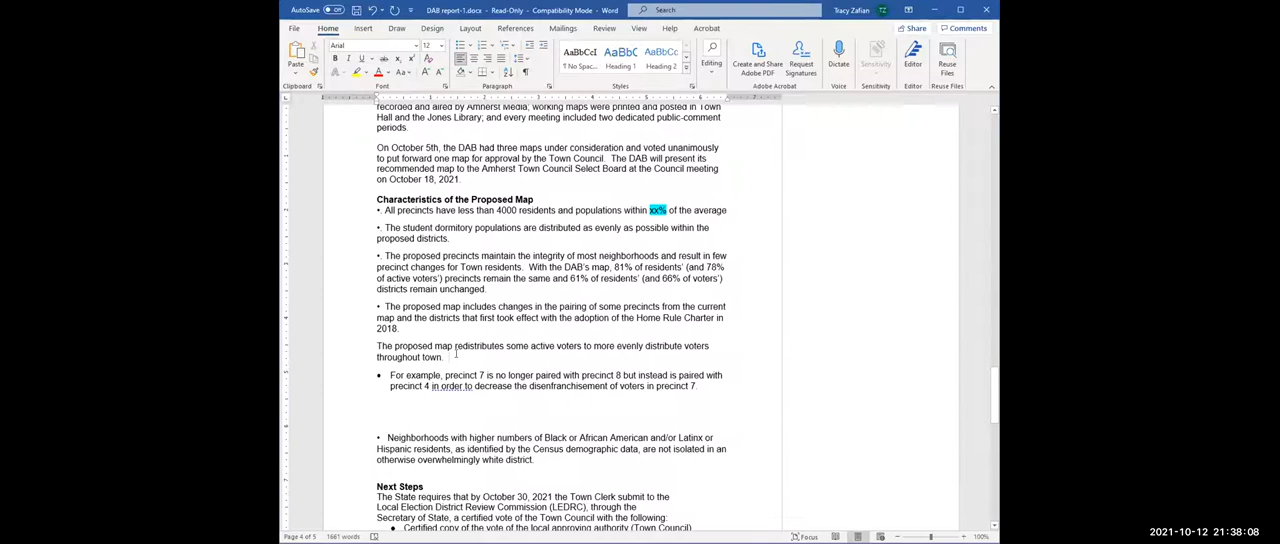 AutoSave Off DAB report-1.docx - Read-Only - Compatibility Mode - Word Search Tracy Zafian TZ
File Home Insert Draw Design Layout References Mailings Review View Help Acrobat Share Comments
Arial 12 AaBbCcI AaBbC AaBbCc
Paste B I U ab x x ¶ No Spac... Heading 1 Heading 2 Editing Create and Share Adobe PDF Request Signatures Dictate Sensitivity Editor Reuse Files
Clipboard Font Paragraph Styles Adobe Acrobat Voice Sensitivity Editor Reuse Files
recorded and aired by Amherst Media; working maps were printed and posted in Town
Hall and the Jones Library; and every meeting included two dedicated public-comment
periods.
On October 5th, the DAB had three maps under consideration and voted unanimously
to put forward one map for approval by the Town Council. The DAB will present its
recommended map to the Amherst Town Council Select Board at the Council meeting
on October 18, 2021.
Characteristics of the Proposed Map
•. All precincts have less than 4000 residents and populations within xx% of the average
•. The student dormitory populations are distributed as evenly as possible within the
proposed districts.
•. The proposed precincts maintain the integrity of most neighborhoods and result in few
precinct changes for Town residents. With the DAB's map, 81% of residents' (and 78%
of active voters') precincts remain the same and 61% of residents' (and 66% of voters')
districts remain unchanged.
• The proposed map includes changes in the pairing of some precincts from the current
map and the districts that first took effect with the adoption of the Home Rule Charter in
2018.
The proposed map redistributes some active voters to more evenly distribute voters
throughout town.
• For example, precinct 7 is no longer paired with precinct 8 but instead is paired with
precinct 4 in order to decrease the disenfranchisement of voters in precinct 7.
• Neighborhoods with higher numbers of Black or African American and/or Latinx or
Hispanic residents, as identified by the Census demographic data, are not isolated in an
otherwise overwhelmingly white district.
Next Steps
The State requires that by October 30, 2021 the Town Clerk submit to the
Local Election District Review Commission (LEDRC), through the
Secretary of State, a certified vote of the Town Council with the following:
• Certified copy of the vote of the local approving authority (Town Council)
Page 4 of 5 1661 words Focus 100%
2021-10-12 21:38:08